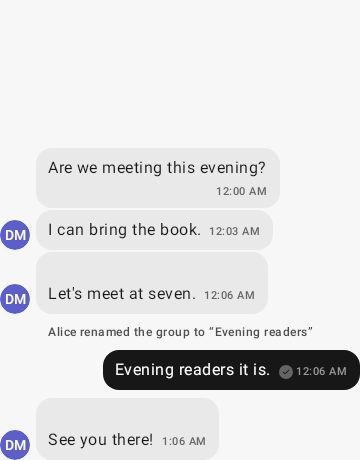 Are we meeting this evening?
12:00 AM
DM I can bring the book. 12:03 AM
DM Let's meet at seven. 12:06 AM
Alice renamed the group to “Evening readers”
Evening readers it is. 12:06 AM
DM See you there! 1:06 AM